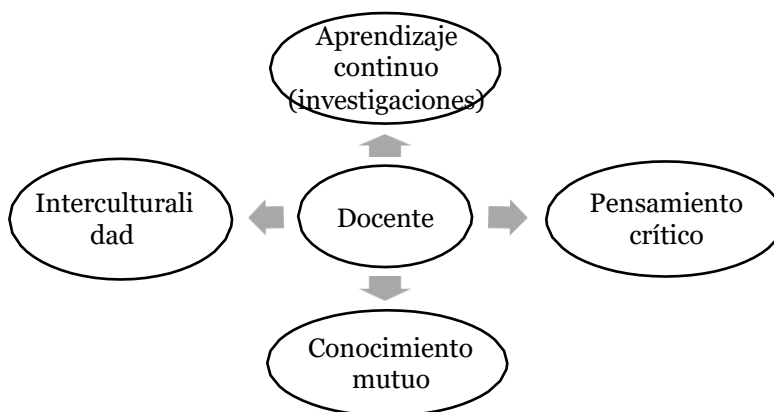 Aprendizaje
continuo
(investigaciones)
Interculturali
dad
Docente
Pensamiento
crítico
Conocimiento
mutuo